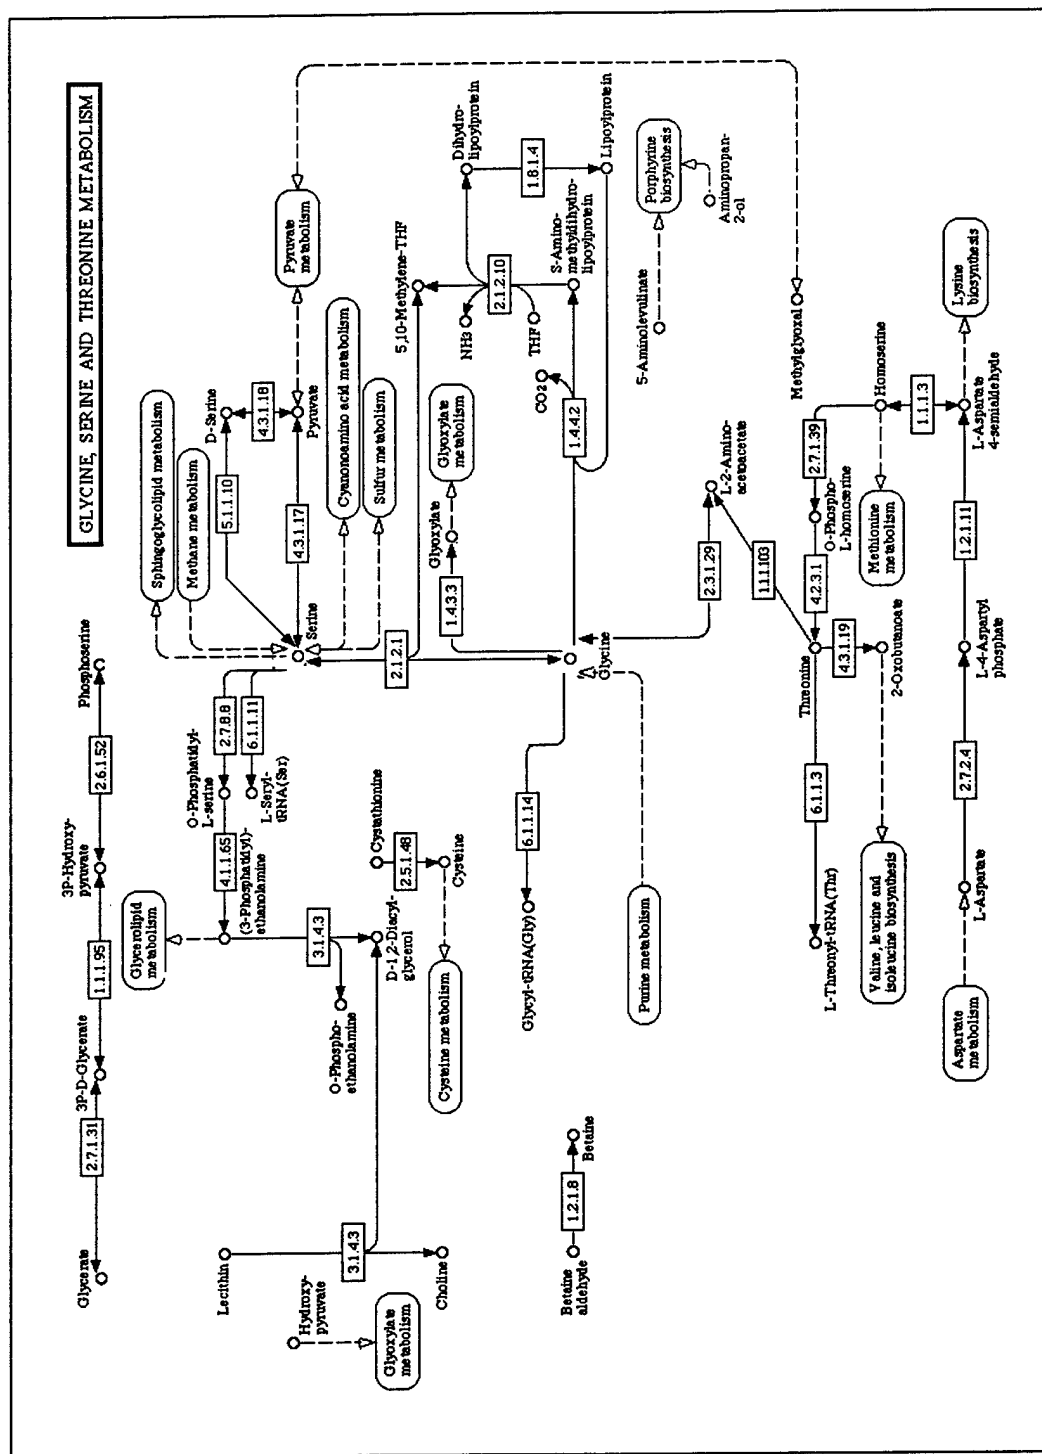 GLYCINE, SERINE AND THREONINE METABOLISM
Glycerate
2.7.1.31
3P-D-Glycerate
1.1.1.95
3P-Hydroxy-
pyruvate
2.6.1.52
Phosphoserine
Sphingoglycolipid metabolism
Methane metabolism
Glycerolipid
metabolism
Lecithin
(3-Phosphatidyl)-
ethanolamine
4.1.1.65
O-Phosphatidyl-
L-serine
2.7.8.8
6.1.1.11
L-Seryl-
tRNA(Ser)
5.1.1.10
D-Serine
4.3.1.18
Serine
4.3.1.17
Pyruvate
Pyruvate
metabolism
Hydroxy-
pyruvate
Glyoxylate
metabolism
3.1.4.3
Choline
3.1.4.3
O-Phospho-
ethanolamine
D-1,2-Diacyl-
glycerol
Cystathionine
2.5.1.48
Cysteine
Cysteine metabolism
Cyanonoamino acid metabolism
Sulfur metabolism
2.1.2.1
5,10-Methylene-THF
Glyoxylate
1.4.3.3
Glyoxylate
metabolism
NH3
2.1.2.10
THF
Dihydro-
lipoylprotein
1.8.1.4
Lipoylprotein
S-Amino-
methyldihydro-
lipoylprotein
CO2
1.4.4.2
Glycyl-tRNA(Gly)
6.1.1.14
Glycine
Betaine
aldehyde
1.2.1.8
Betaine
Purine metabolism
5-Aminolevulinate
Porphyrine
biosynthesis
Aminopropan-
2-ol
2.3.1.29
L-2-Amino-
acetoacetate
1.1.1.103
Methylglyoxal
L-Threonyl-tRNA(Thr)
6.1.1.3
Threonine
4.2.3.1
O-Phospho-
L-homoserine
2.7.1.39
Homoserine
4.3.1.19
2-Oxobutanoate
Valine, leucine and
isoleucine biosynthesis
Methionine
metabolism
1.1.1.3
Aspartate
metabolism
L-Aspartate
2.7.2.4
L-4-Aspartyl
phosphate
1.2.1.11
L-Aspartate
4-semialdehyde
Lysine
biosynthesis